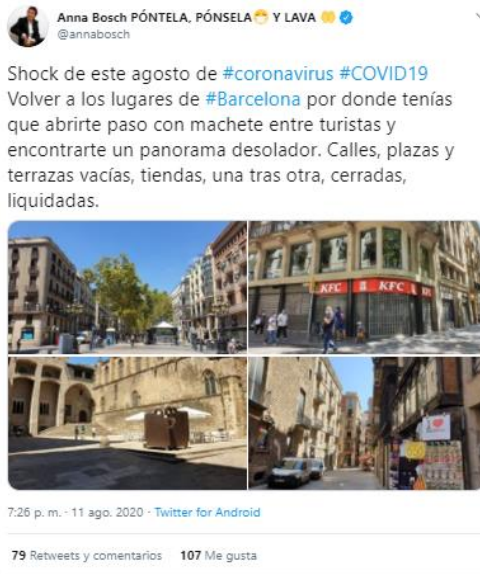 Anna Bosch PÓNTELA, PÓNSELA😷 Y LAVA 👐
@annabosch
Shock de este agosto de #coronavirus #COVID19
Volver a los lugares de #Barcelona por donde tenías
que abrirte paso con machete entre turistas y
encontrarte un panorama desolador. Calles, plazas y
terrazas vacías, tiendas, una tras otra, cerradas,
liquidadas.
KFC KFC KFC
7:26 p. m. · 11 ago. 2020 · Twitter for Android
79 Retweets y comentarios 107 Me gusta